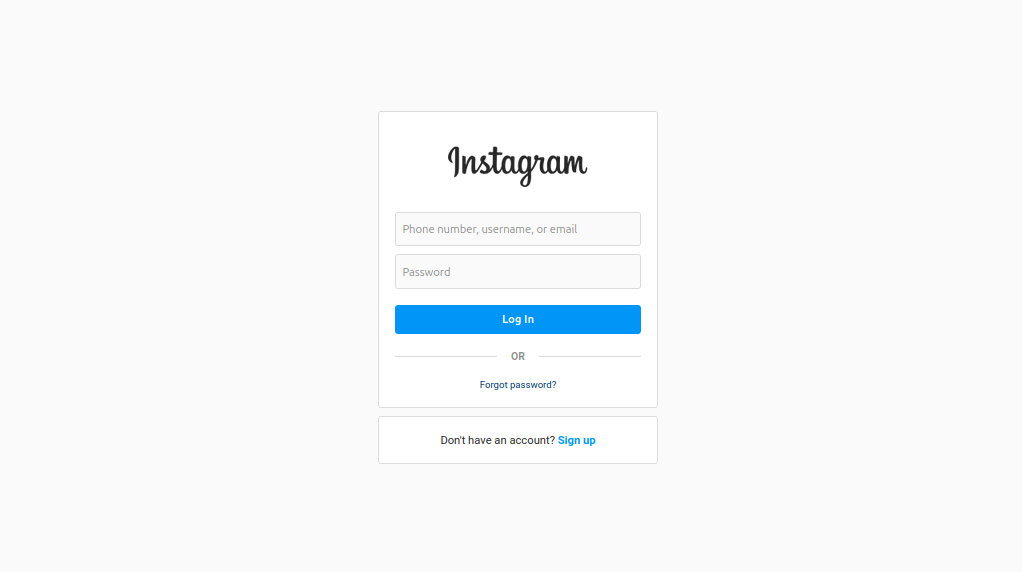 Instagram
Phone number, username, or email
Password
Log In
OR
Forgot password?
Don't have an account? Sign up